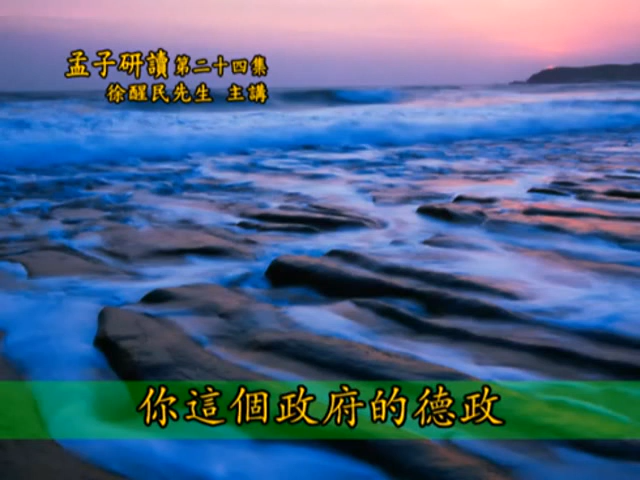 孟子研讀 第二十四集
徐醒民先生 主講
你這個政府的德政